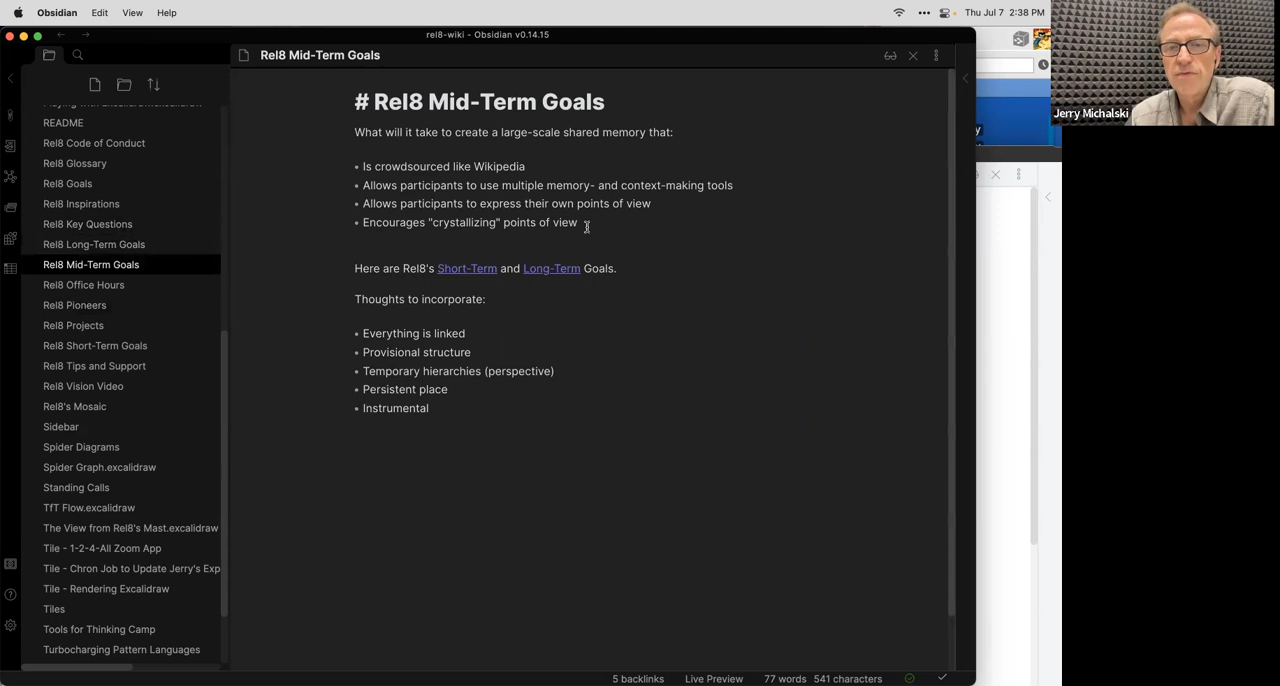 Obsidian Edit View Help
Thu Jul 7 2:38 PM
rel8-wiki - Obsidian v0.14.15
Rel8 Mid-Term Goals
README
Rel8 Code of Conduct
Rel8 Glossary
Rel8 Goals
Rel8 Inspirations
Rel8 Key Questions
Rel8 Long-Term Goals
Rel8 Mid-Term Goals
Rel8 Office Hours
Rel8 Pioneers
Rel8 Projects
Rel8 Short-Term Goals
Rel8 Tips and Support
Rel8 Vision Video
Rel8's Mosaic
Sidebar
Spider Diagrams
Spider Graph.excalidraw
Standing Calls
TfT Flow.excalidraw
The View from Rel8's Mast.excalidraw
Tile - 1-2-4-All Zoom App
Tile - Chron Job to Update Jerry's Exp
Tile - Rendering Excalidraw
Tiles
Tools for Thinking Camp
Turbocharging Pattern Languages
# Rel8 Mid-Term Goals
What will it take to create a large-scale shared memory that:
• Is crowdsourced like Wikipedia
• Allows participants to use multiple memory- and context-making tools
• Allows participants to express their own points of view
• Encourages "crystallizing" points of view
Here are Rel8's Short-Term and Long-Term Goals.
Thoughts to incorporate:
• Everything is linked
• Provisional structure
• Temporary hierarchies (perspective)
• Persistent place
• Instrumental
5 backlinks Live Preview 77 words 541 characters
Jerry Michalski